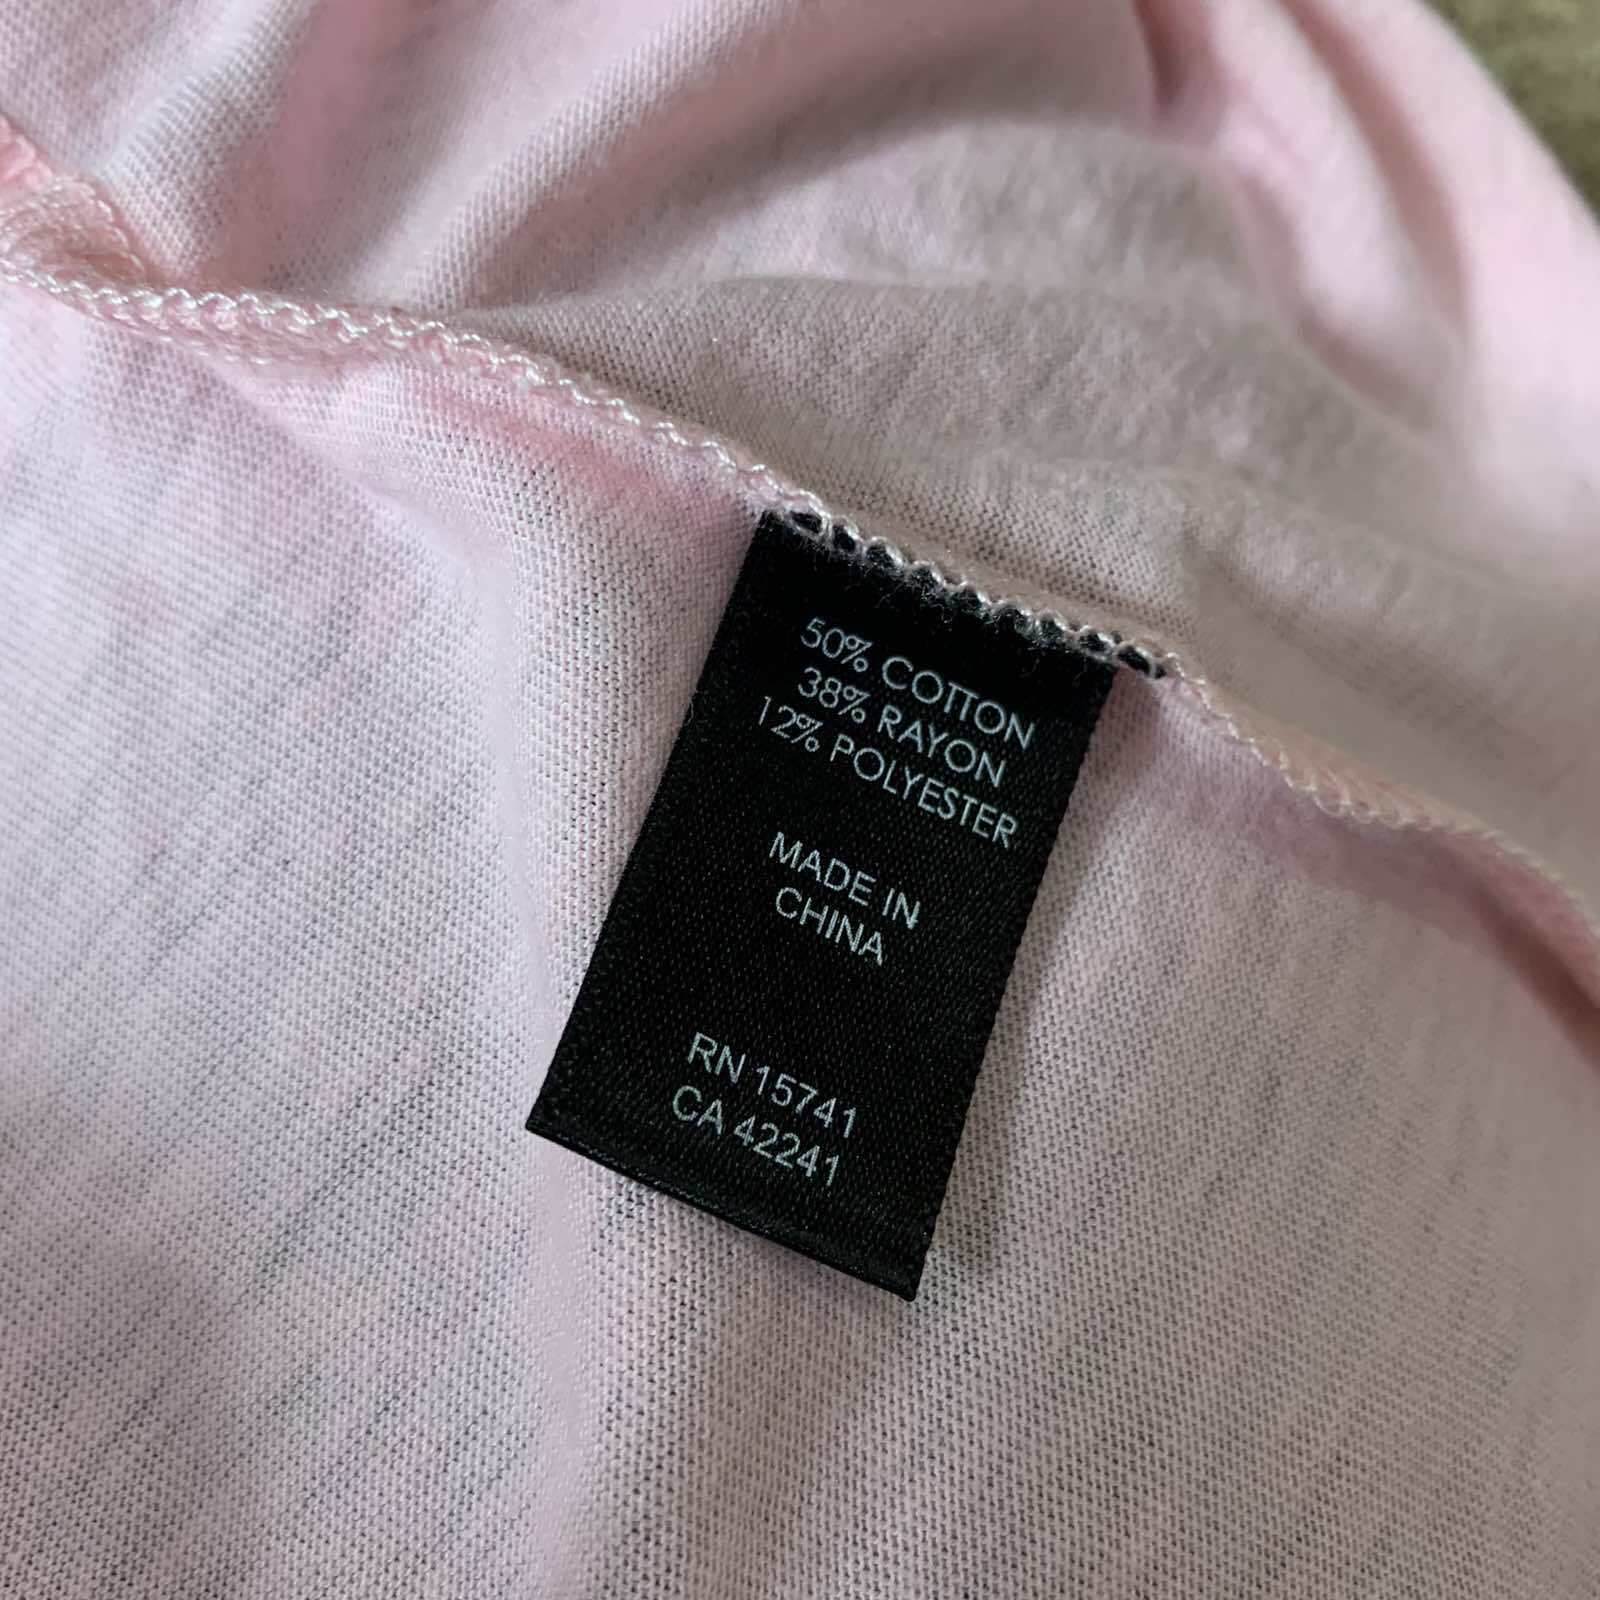 50% COTTON
38% RAYON
12% POLYESTER
MADE IN
CHINA
RN 15741
CA 42241